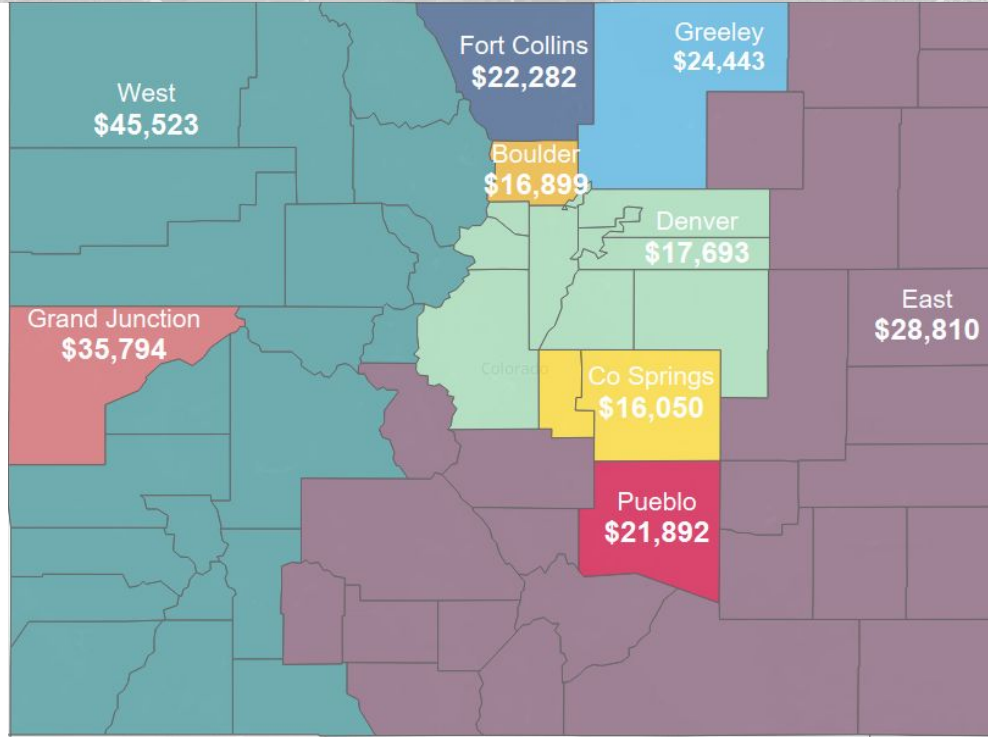 Fort Collins
$22,282
Greeley
$24,443
West
$45,523
Boulder
$16,899
Denver
$17,693
East
$28,810
Grand Junction
$35,794
Colorado
Co Springs
$16,050
Pueblo
$21,892